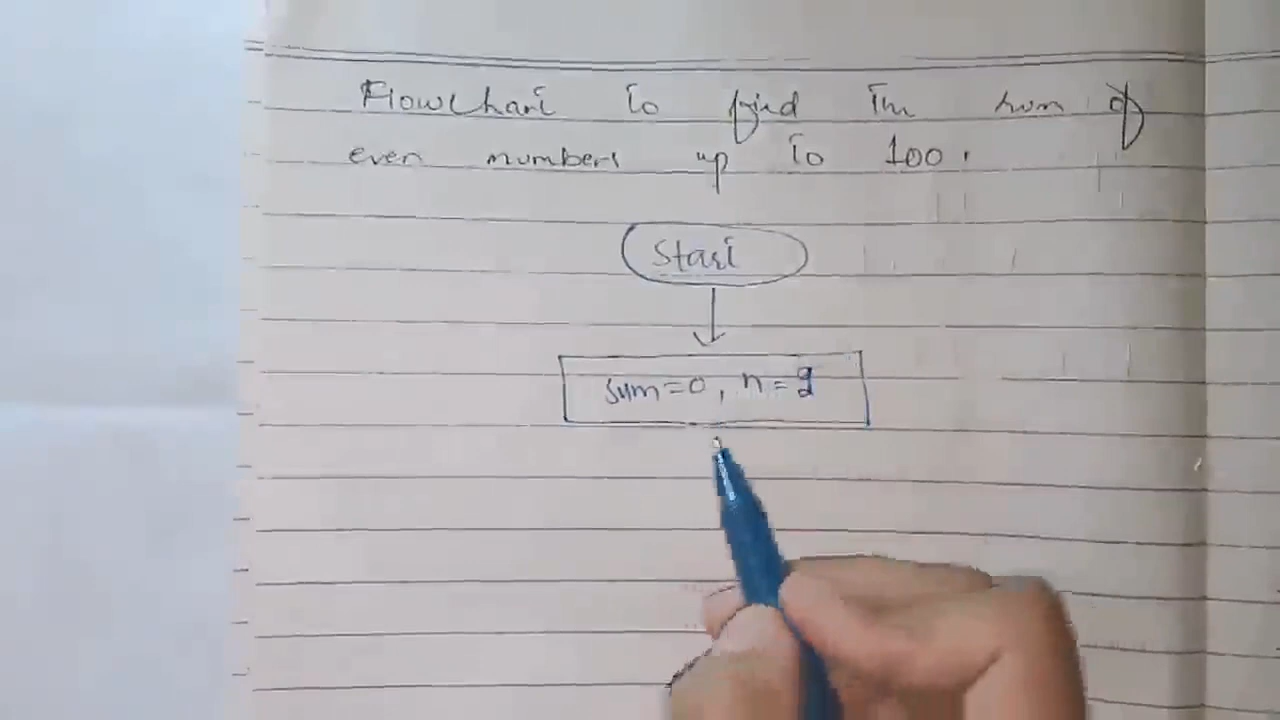 Flowchart to find the sum of
even numbers up to 100.
Start
sum=0, n=2